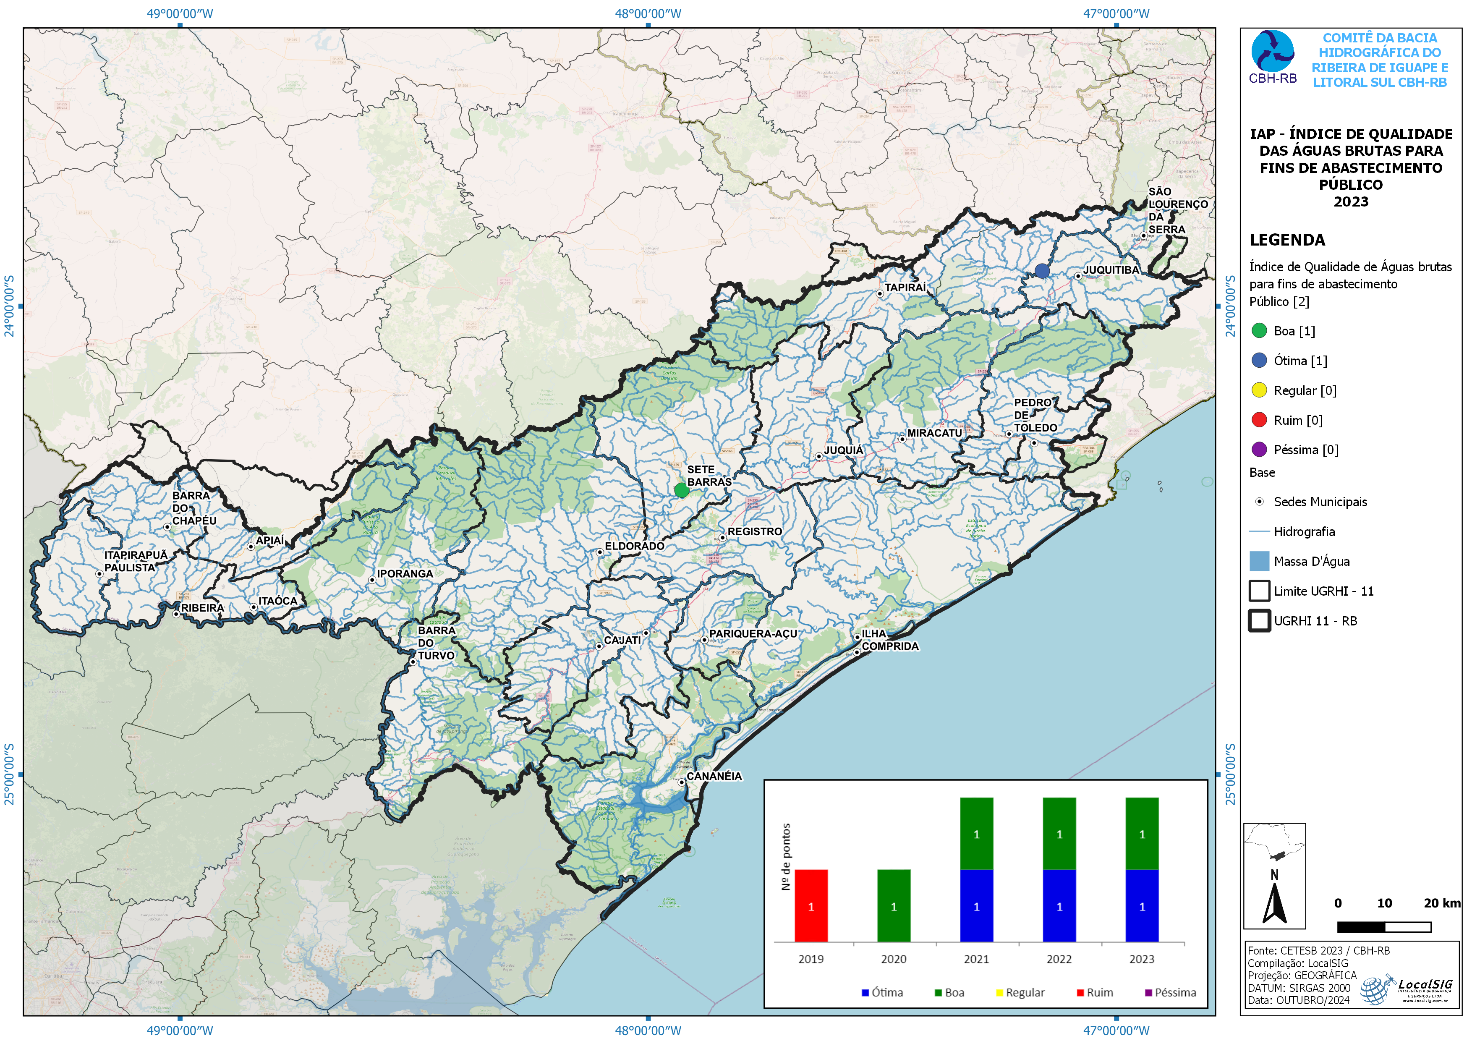 49°00'00"W
48°00'00"W
47°00'00"W
24°00'00"S
25°00'00"S
24°00'00"S
25°00'00"S
49°00'00"W
48°00'00"W
47°00'00"W
SÃO
LOURENÇO
DA
SERRA
JUQUITIBA
TAPIRAÍ
PEDRO
DE
TOLEDO
MIRACATU
JUQUIÁ
SETE
BARRAS
REGISTRO
ELDORADO
BARRA
DO
CHAPÉU
APIAÍ
ITAPIRAPUÃ
PAULISTA
IPORANGA
RIBEIRA
ITAÓCA
BARRA
DO
TURVO
CAJATI
PARIQUERA-AÇU
ILHA
COMPRIDA
CANANÉIA
Nº de pontos
1
1
1
1
1
1
1
1
2019
2020
2021
2022
2023
Ótima
Boa
Regular
Ruim
Péssima
CBH-RB
COMITÊ DA BACIA
HIDROGRÁFICA DO
RIBEIRA DE IGUAPE E
LITORAL SUL CBH-RB
IAP - ÍNDICE DE QUALIDADE
DAS ÁGUAS BRUTAS PARA
FINS DE ABASTECIMENTO
PÚBLICO
2023
LEGENDA
Índice de Qualidade de Águas brutas
para fins de abastecimento
Público [2]
Boa [1]
Ótima [1]
Regular [0]
Ruim [0]
Péssima [0]
Base
Sedes Municipais
Hidrografia
Massa D'Água
Limite UGRHI - 11
UGRHI 11 - RB
N
0 10 20 km
Fonte: CETESB 2023 / CBH-RB
Compilação: LocalSIG
Projeção: GEOGRÁFICA
DATUM: SIRGAS 2000
Data: OUTUBRO/2024
LocalSIG
www.localsig.com.br